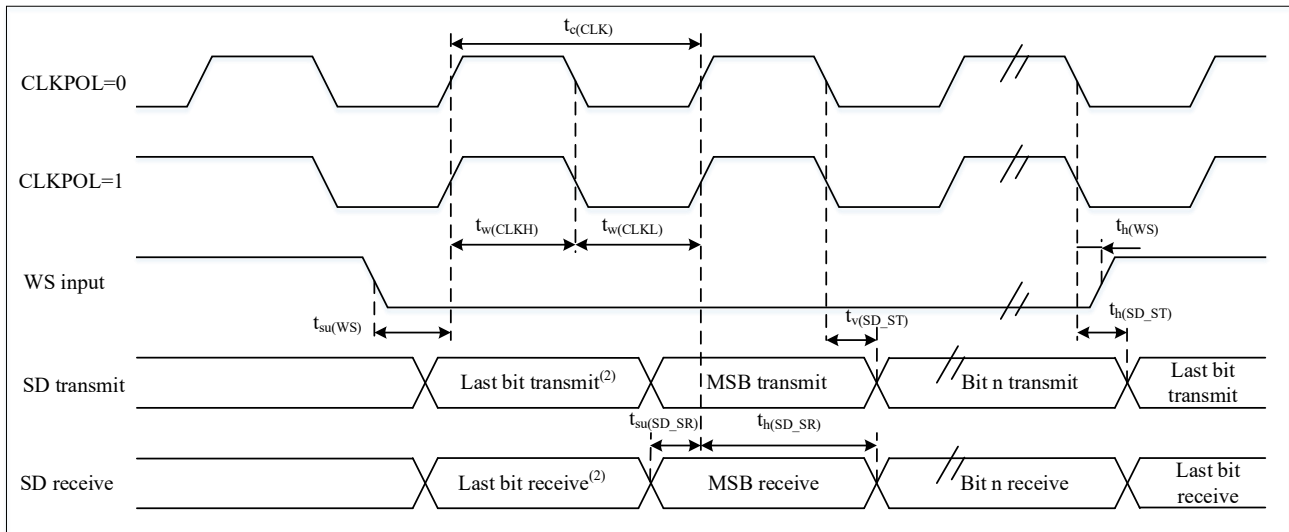 t_c(CLK)
CLKPOL=0
CLKPOL=1
t_w(CLKH)
t_w(CLKL)
t_h(WS)
WS input
t_su(WS)
t_v(SD_ST)
t_h(SD_ST)
SD transmit
Last bit transmit(2)
MSB transmit
Bit n transmit
Last bit
transmit
t_su(SD_SR)
t_h(SD_SR)
SD receive
Last bit receive(2)
MSB receive
Bit n receive
Last bit
receive